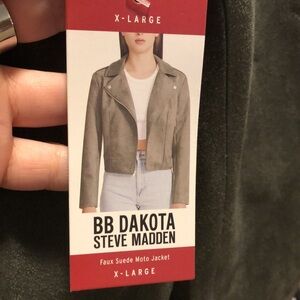 X-LARGE
BB DAKOTA
STEVE MADDEN
Faux Suede Moto Jacket
X-LARGE